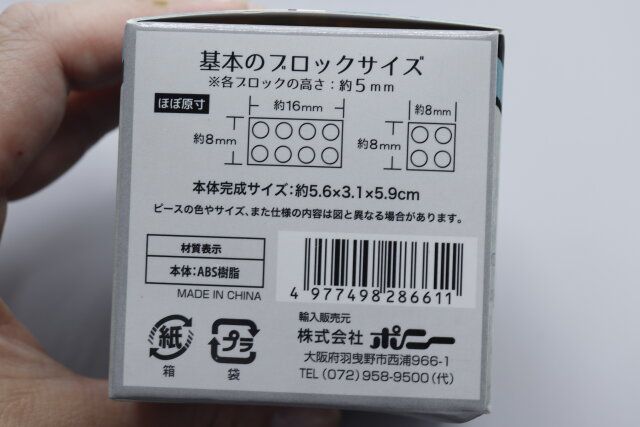 基本のブロックサイズ
※各ブロックの高さ：約5mm
ほぼ原寸
約16mm
約8mm
約8mm
約8mm
本体完成サイズ：約5.6×3.1×5.9cm
ピースの色やサイズ、また仕様の内容は図と異なる場合があります。
材質表示
本体：ABS樹脂
MADE IN CHINA
4 977498 286611
紙
箱
プラ
袋
輸入販売元
株式会社 ポニー
大阪府羽曳野市西浦966-1
TEL (072) 958-9500 (代)